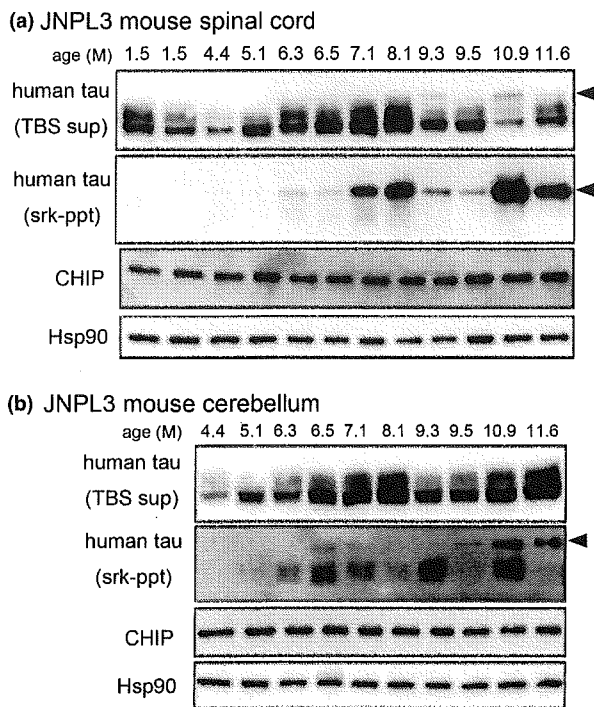 (a) JNPL3 mouse spinal cord
age (M) 1.5 1.5 4.4 5.1 6.3 6.5 7.1 8.1 9.3 9.5 10.9 11.6
human tau
(TBS sup)
human tau
(srk-ppt)
CHIP
Hsp90
(b) JNPL3 mouse cerebellum
age (M) 4.4 5.1 6.3 6.5 7.1 8.1 9.3 9.5 10.9 11.6
human tau
(TBS sup)
human tau
(srk-ppt)
CHIP
Hsp90